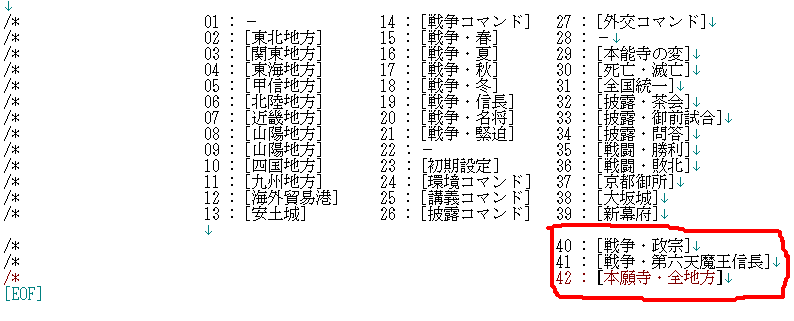 ↓
/* 01 : - 14 : [戦争コマンド] 27 : [外交コマンド]↓
/* 02 : [東北地方] 15 : [戦争・春] 28 : -↓
/* 03 : [関東地方] 16 : [戦争・夏] 29 : [本能寺の変]↓
/* 04 : [東海地方] 17 : [戦争・秋] 30 : [死亡・滅亡]↓
/* 05 : [甲信地方] 18 : [戦争・冬] 31 : [全国統一]↓
/* 06 : [北陸地方] 19 : [戦争・信長] 32 : [披露・茶会]↓
/* 07 : [近畿地方] 20 : [戦争・名将] 33 : [披露・御前試合]↓
/* 08 : [山陽地方] 21 : [戦争・緊迫] 34 : [披露・問答]↓
/* 09 : [山陽地方] 22 : - 35 : [戦闘・勝利]↓
/* 10 : [四国地方] 23 : [初期設定] 36 : [戦闘・敗北]↓
/* 11 : [九州地方] 24 : [環境コマンド] 37 : [京都御所]↓
/* 12 : [海外貿易港] 25 : [講義コマンド] 38 : [大坂城]↓
/* 13 : [安土城] 26 : [披露コマンド] 39 : [新幕府]↓
↓
/* 40 : [戦争・政宗]↓
/* 41 : [戦争・第六天魔王信長]↓
/* 42 : [本願寺・全地方]↓
[EOF]